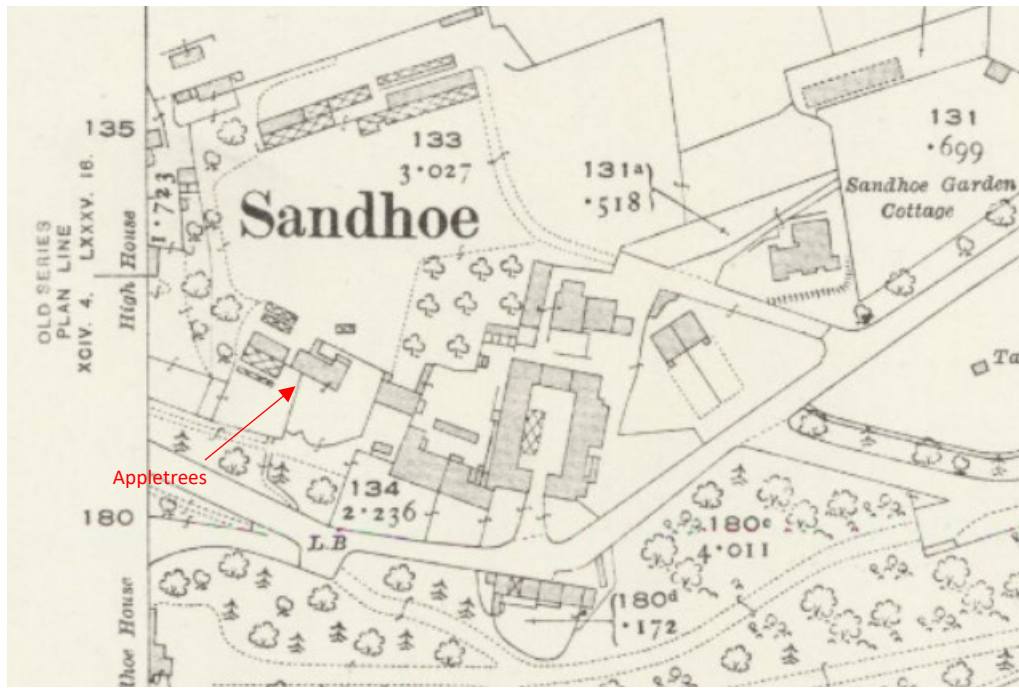 135
133
3·027
131
·699
131a
·518
Sandhoe Garden
Cottage
OLD SERIES
PLAN LINE
XCIV. 4. LXXXV. 16.
High House
1·723
Sandhoe
Ta
Appletrees
134
2·236
180
L.B
180c
4·011
180d
·172
dhoe House